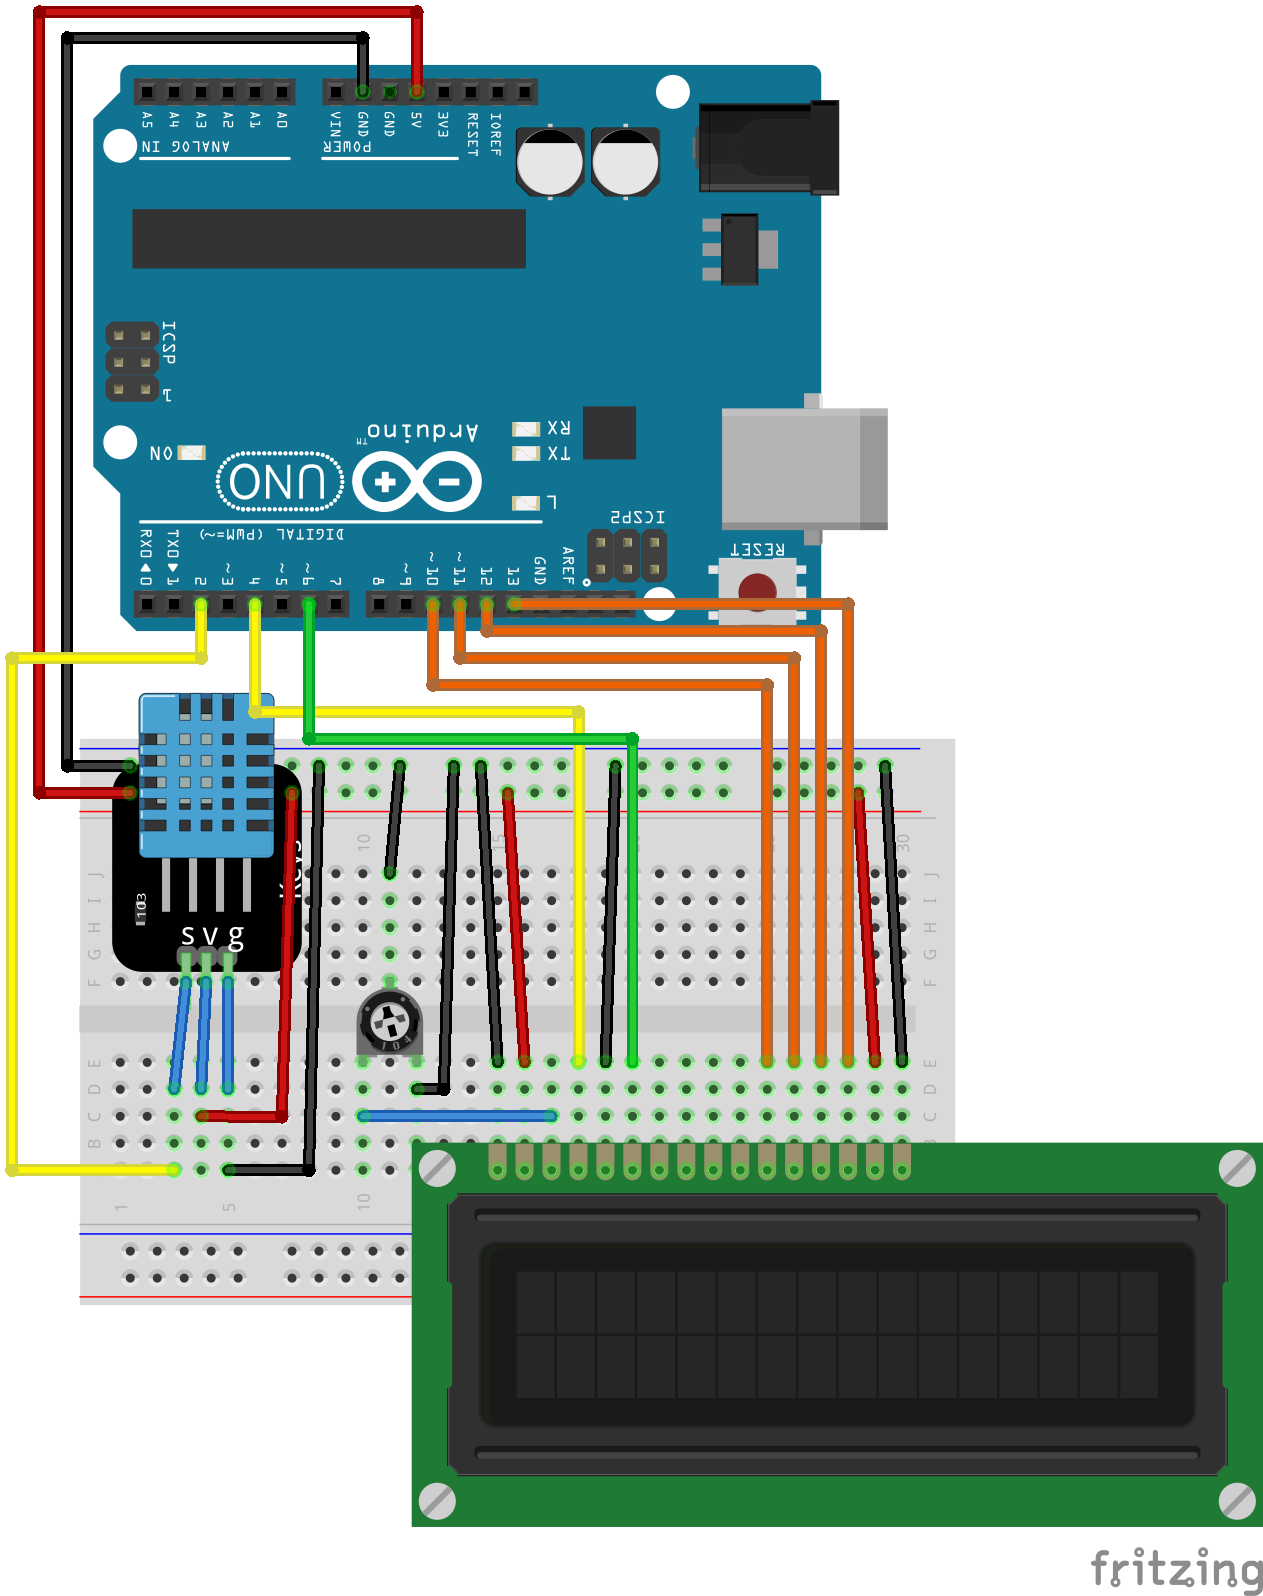 A5 A4 A3 A2 A1 A0 VIN GND GND 5V 3V3 RESET IOREF
ANALOG IN POWER
ICSP
1
Arduino
™
RX
ON
TX
UNO
L
ICSP2
DIGITAL (PWM=~)
RX0 TX0 AREF RESET
0 1 2 ~3 4 ~5 ~6 7 8 ~9 ~10 ~11 12 13 GND
10 15 30
J J
I I
103
H H
s v g
G G
F F
104
E E
D D
C C
B
1 5 10
fritzing